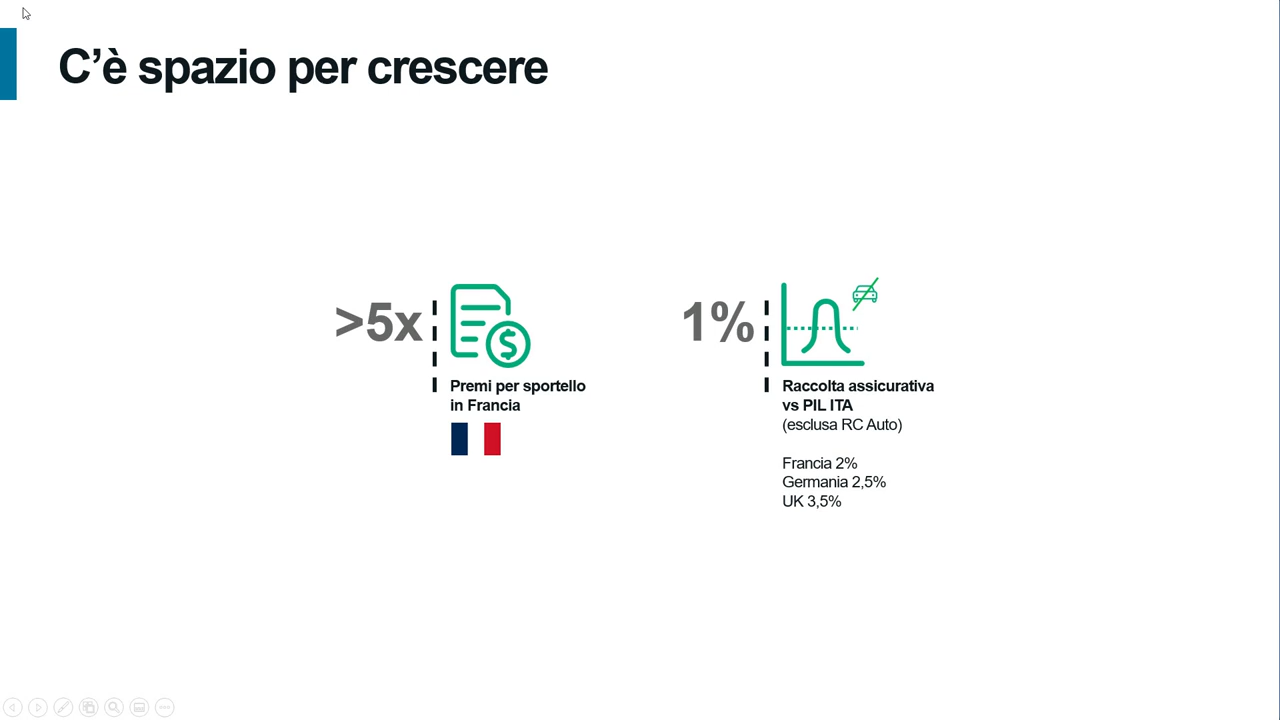 C’è spazio per crescere
>5x
Premi per sportello
in Francia
1%
Raccolta assicurativa
vs PIL ITA
(esclusa RC Auto)
Francia 2%
Germania 2,5%
UK 3,5%